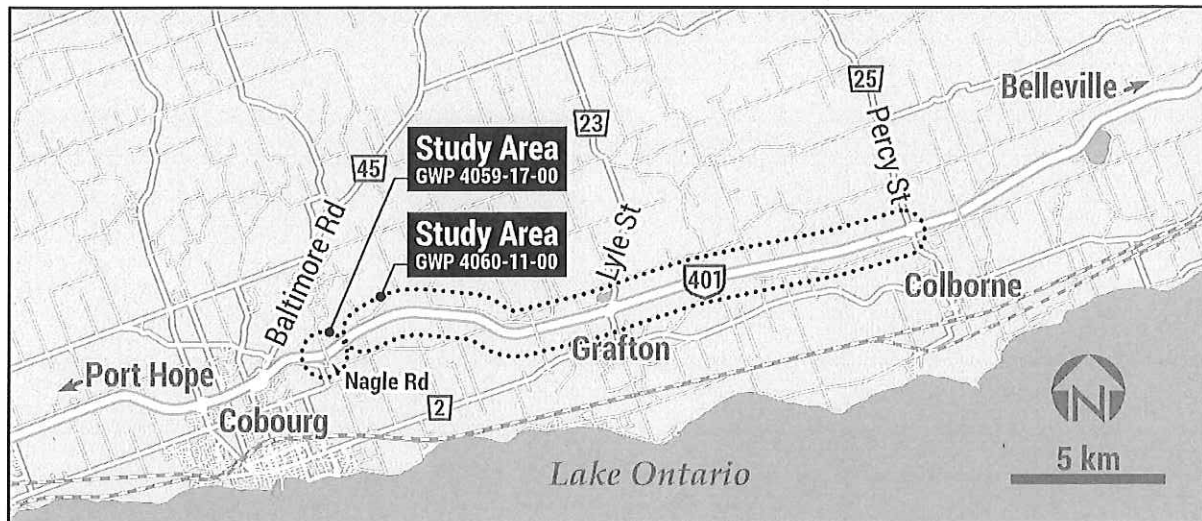 25
Belleville
23
Percy St
Study Area
GWP 4059-17-00
45
Study Area
GWP 4060-11-00
Baltimore Rd
Lyle St
401
Colborne
Grafton
Port Hope
Nagle Rd
2
Cobourg
N
5 km
Lake Ontario